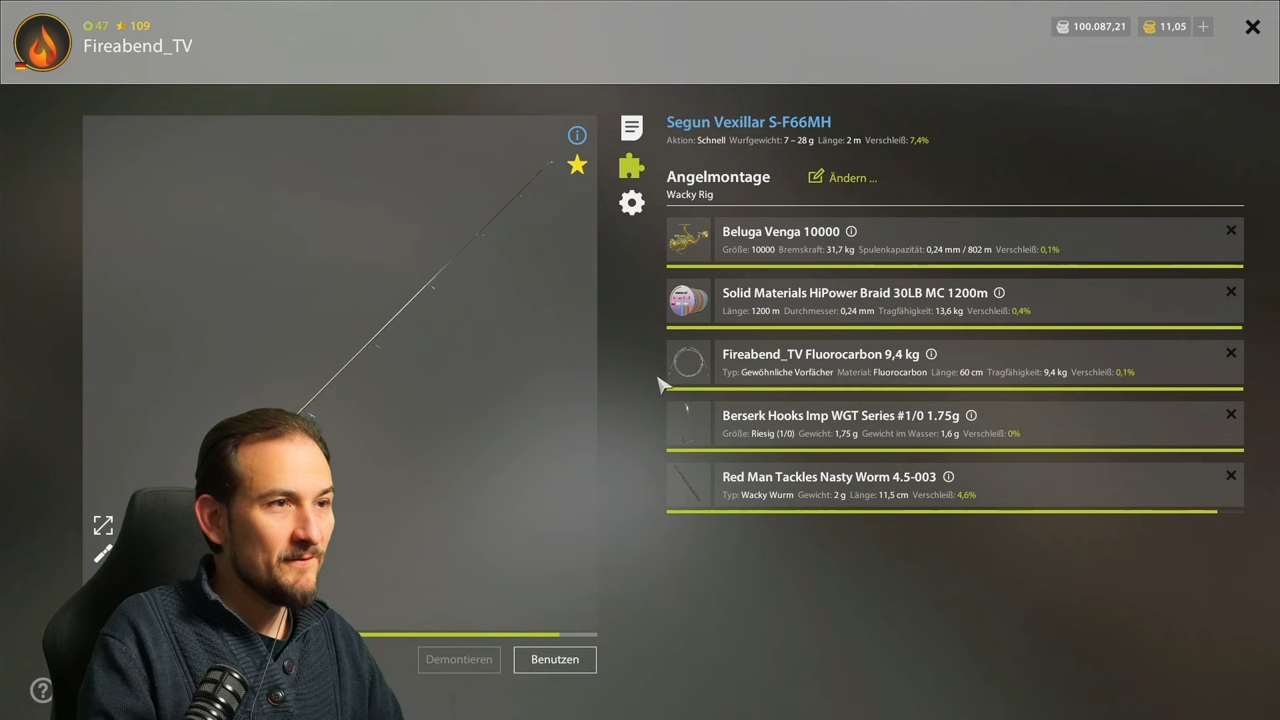 47 109
Fireabend_TV
100.087,21
11,05
Segun Vexillar S-F66MH
Aktion: Schnell Wurfgewicht: 7 – 28 g Länge: 2 m Verschleiß: 7,4%
Angelmontage
Ändern ...
Wacky Rig
Beluga Venga 10000
Größe: 10000 Bremskraft: 31,7 kg Spulenkapazität: 0,24 mm / 802 m Verschleiß: 0,1%
Solid Materials HiPower Braid 30LB MC 1200m
Länge: 1200 m Durchmesser: 0,24 mm Tragfähigkeit: 13,6 kg Verschleiß: 0,4%
Fireabend_TV Fluorocarbon 9,4 kg
Typ: Gewöhnliche Vorfächer Material: Fluorocarbon Länge: 60 cm Tragfähigkeit: 9,4 kg Verschleiß: 0,1%
Berserk Hooks Imp WGT Series #1/0 1.75g
Größe: Riesig (1/0) Gewicht: 1,75 g Gewicht im Wasser: 1,6 g Verschleiß: 0%
Red Man Tackles Nasty Worm 4.5-003
Typ: Wacky Wurm Gewicht: 2 g Länge: 11,5 cm Verschleiß: 4,6%
Demontieren
Benutzen